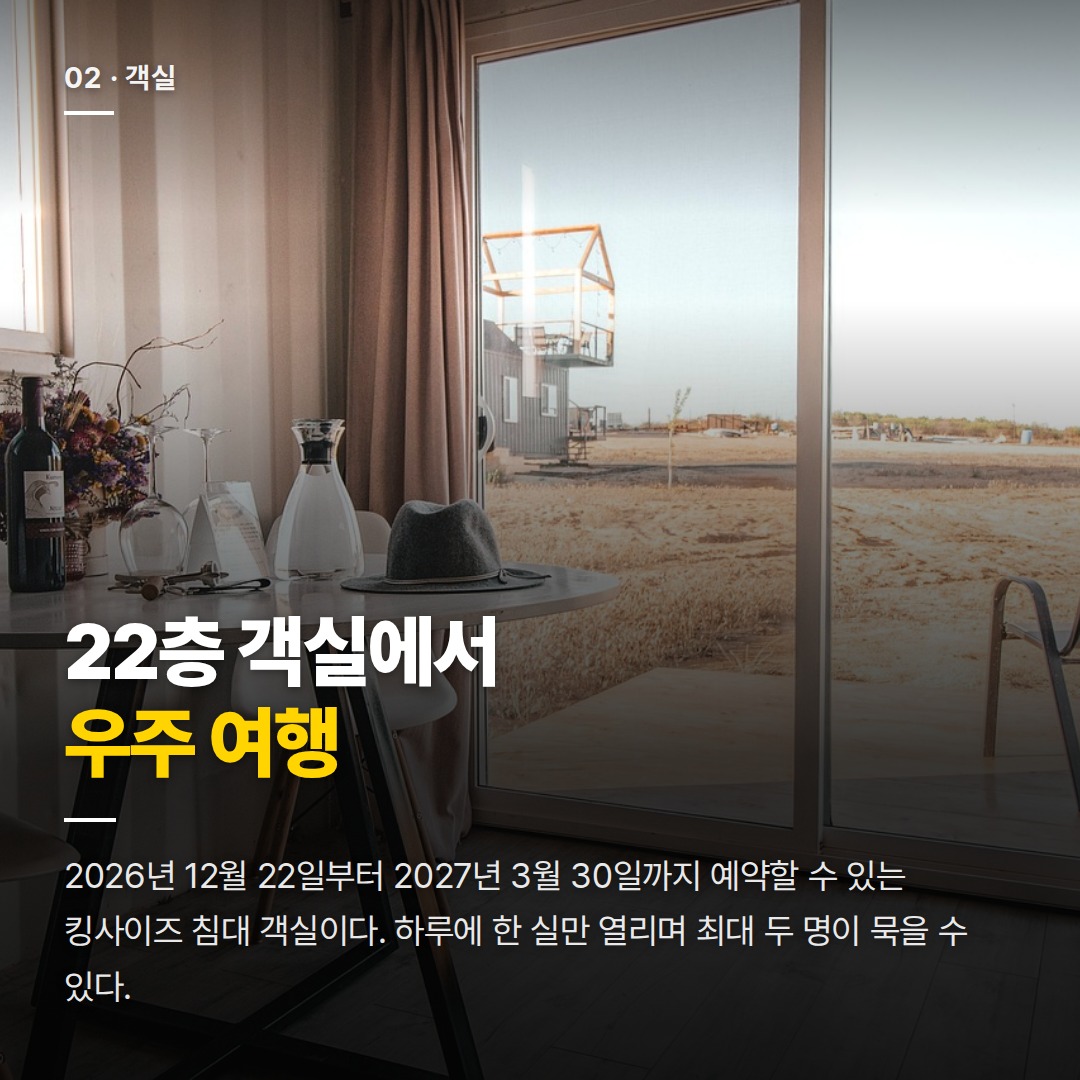 02 · 객실
22층 객실에서
우주 여행
2026년 12월 22일부터 2027년 3월 30일까지 예약할 수 있는
킹사이즈 침대 객실이다. 하루에 한 실만 열리며 최대 두 명이 묵을 수
있다.